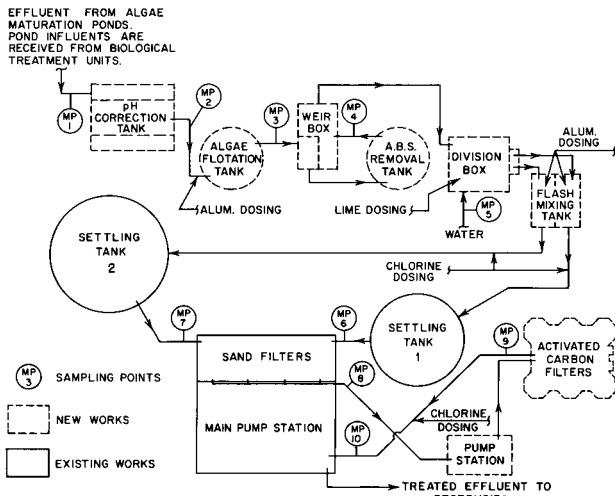 EFFLUENT FROM ALGAE
MATURATION PONDS.
POND INFLUENTS ARE
RECEIVED FROM BIOLOGICAL
TREATMENT UNITS.
MP
1
pH
CORRECTION
TANK
MP
2
ALGAE
FLOTATION
TANK
ALUM. DOSING
MP
3
WEIR
BOX
MP
4
A.B.S.
REMOVAL
TANK
LIME DOSING
DIVISION
BOX
MP
5
WATER
ALUM.
DOSING
FLASH
MIXING
TANK
SETTLING
TANK
2
CHLORINE
DOSING
MP
7
MP
6
SETTLING
TANK
1
MP
9
ACTIVATED
CARBON
FILTERS
SAND FILTERS
MP
8
MP
3
SAMPLING POINTS
NEW WORKS
EXISTING WORKS
MAIN PUMP STATION
MP
10
CHLORINE
DOSING
PUMP
STATION
TREATED EFFLUENT TO